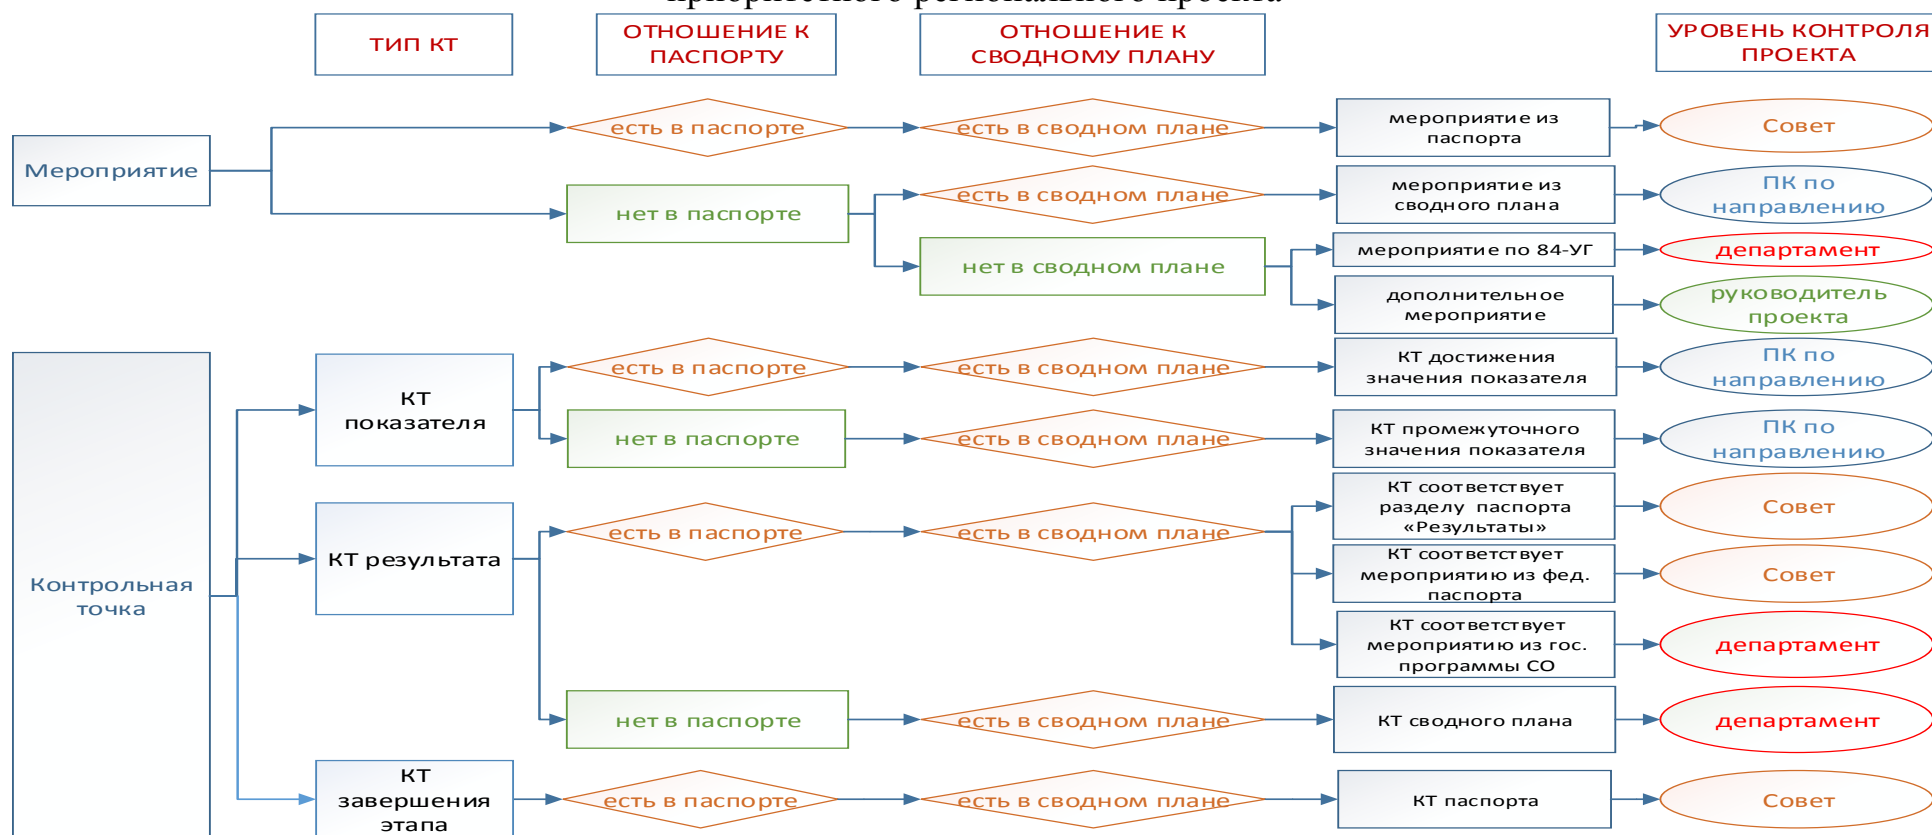 приоритетного регионального проекта
ТИП КТ
ОТНОШЕНИЕ К
ПАСПОРТУ
ОТНОШЕНИЕ К
СВОДНОМУ ПЛАНУ
УРОВЕНЬ КОНТРОЛЯ
ПРОЕКТА
Мероприятие
есть в паспорте
есть в сводном плане
мероприятие из
паспорта
Совет
нет в паспорте
есть в сводном плане
мероприятие из
сводного плана
ПК по
направлению
нет в сводном плане
мероприятие по 84-УГ
департамент
дополнительное
мероприятие
руководитель
проекта
Контрольная
точка
КТ
показателя
есть в паспорте
есть в сводном плане
КТ достижения
значения показателя
ПК по
направлению
нет в паспорте
есть в сводном плане
КТ промежуточного
значения показателя
ПК по
направлению
КТ результата
есть в паспорте
есть в сводном плане
КТ соответствует
разделу паспорта
«Результаты»
Совет
КТ соответствует
мероприятию из фед.
паспорта
Совет
КТ соответствует
мероприятию из гос.
программы СО
департамент
нет в паспорте
есть в сводном плане
КТ сводного плана
департамент
КТ
завершения
этапа
есть в паспорте
есть в сводном плане
КТ паспорта
Совет